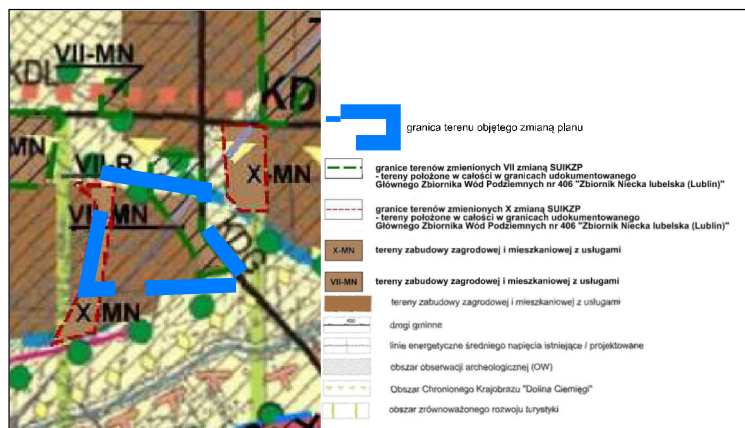 VII-MN
KDL
KD
MN
VII-R
X-MN
VII-MN
KDG
X-MN
granica terenu objętego zmianą planu
granice terenów zmienionych VII zmianą SUIKZP
- tereny położone w całości w granicach udokumentowanego
Głównego Zbiornika Wód Podziemnych nr 406 "Zbiornik Niecka lubelska (Lublin)"
granice terenów zmienionych X zmianą SUIKZP
- tereny położone w całości w granicach udokumentowanego
Głównego Zbiornika Wód Podziemnych nr 406 "Zbiornik Niecka lubelska (Lublin)"
X-MN tereny zabudowy zagrodowej i mieszkaniowej z usługami
VII-MN tereny zabudowy zagrodowej i mieszkaniowej z usługami
tereny zabudowy zagrodowej i mieszkaniowej z usługami
drogi gminne
linie energetyczne średniego napięcia istniejące / projektowane
obszar obserwacji archeologicznej (OW)
Obszar Chronionego Krajobrazu "Dolina Ciemięgi"
obszar zrównoważonego rozwoju turystyki